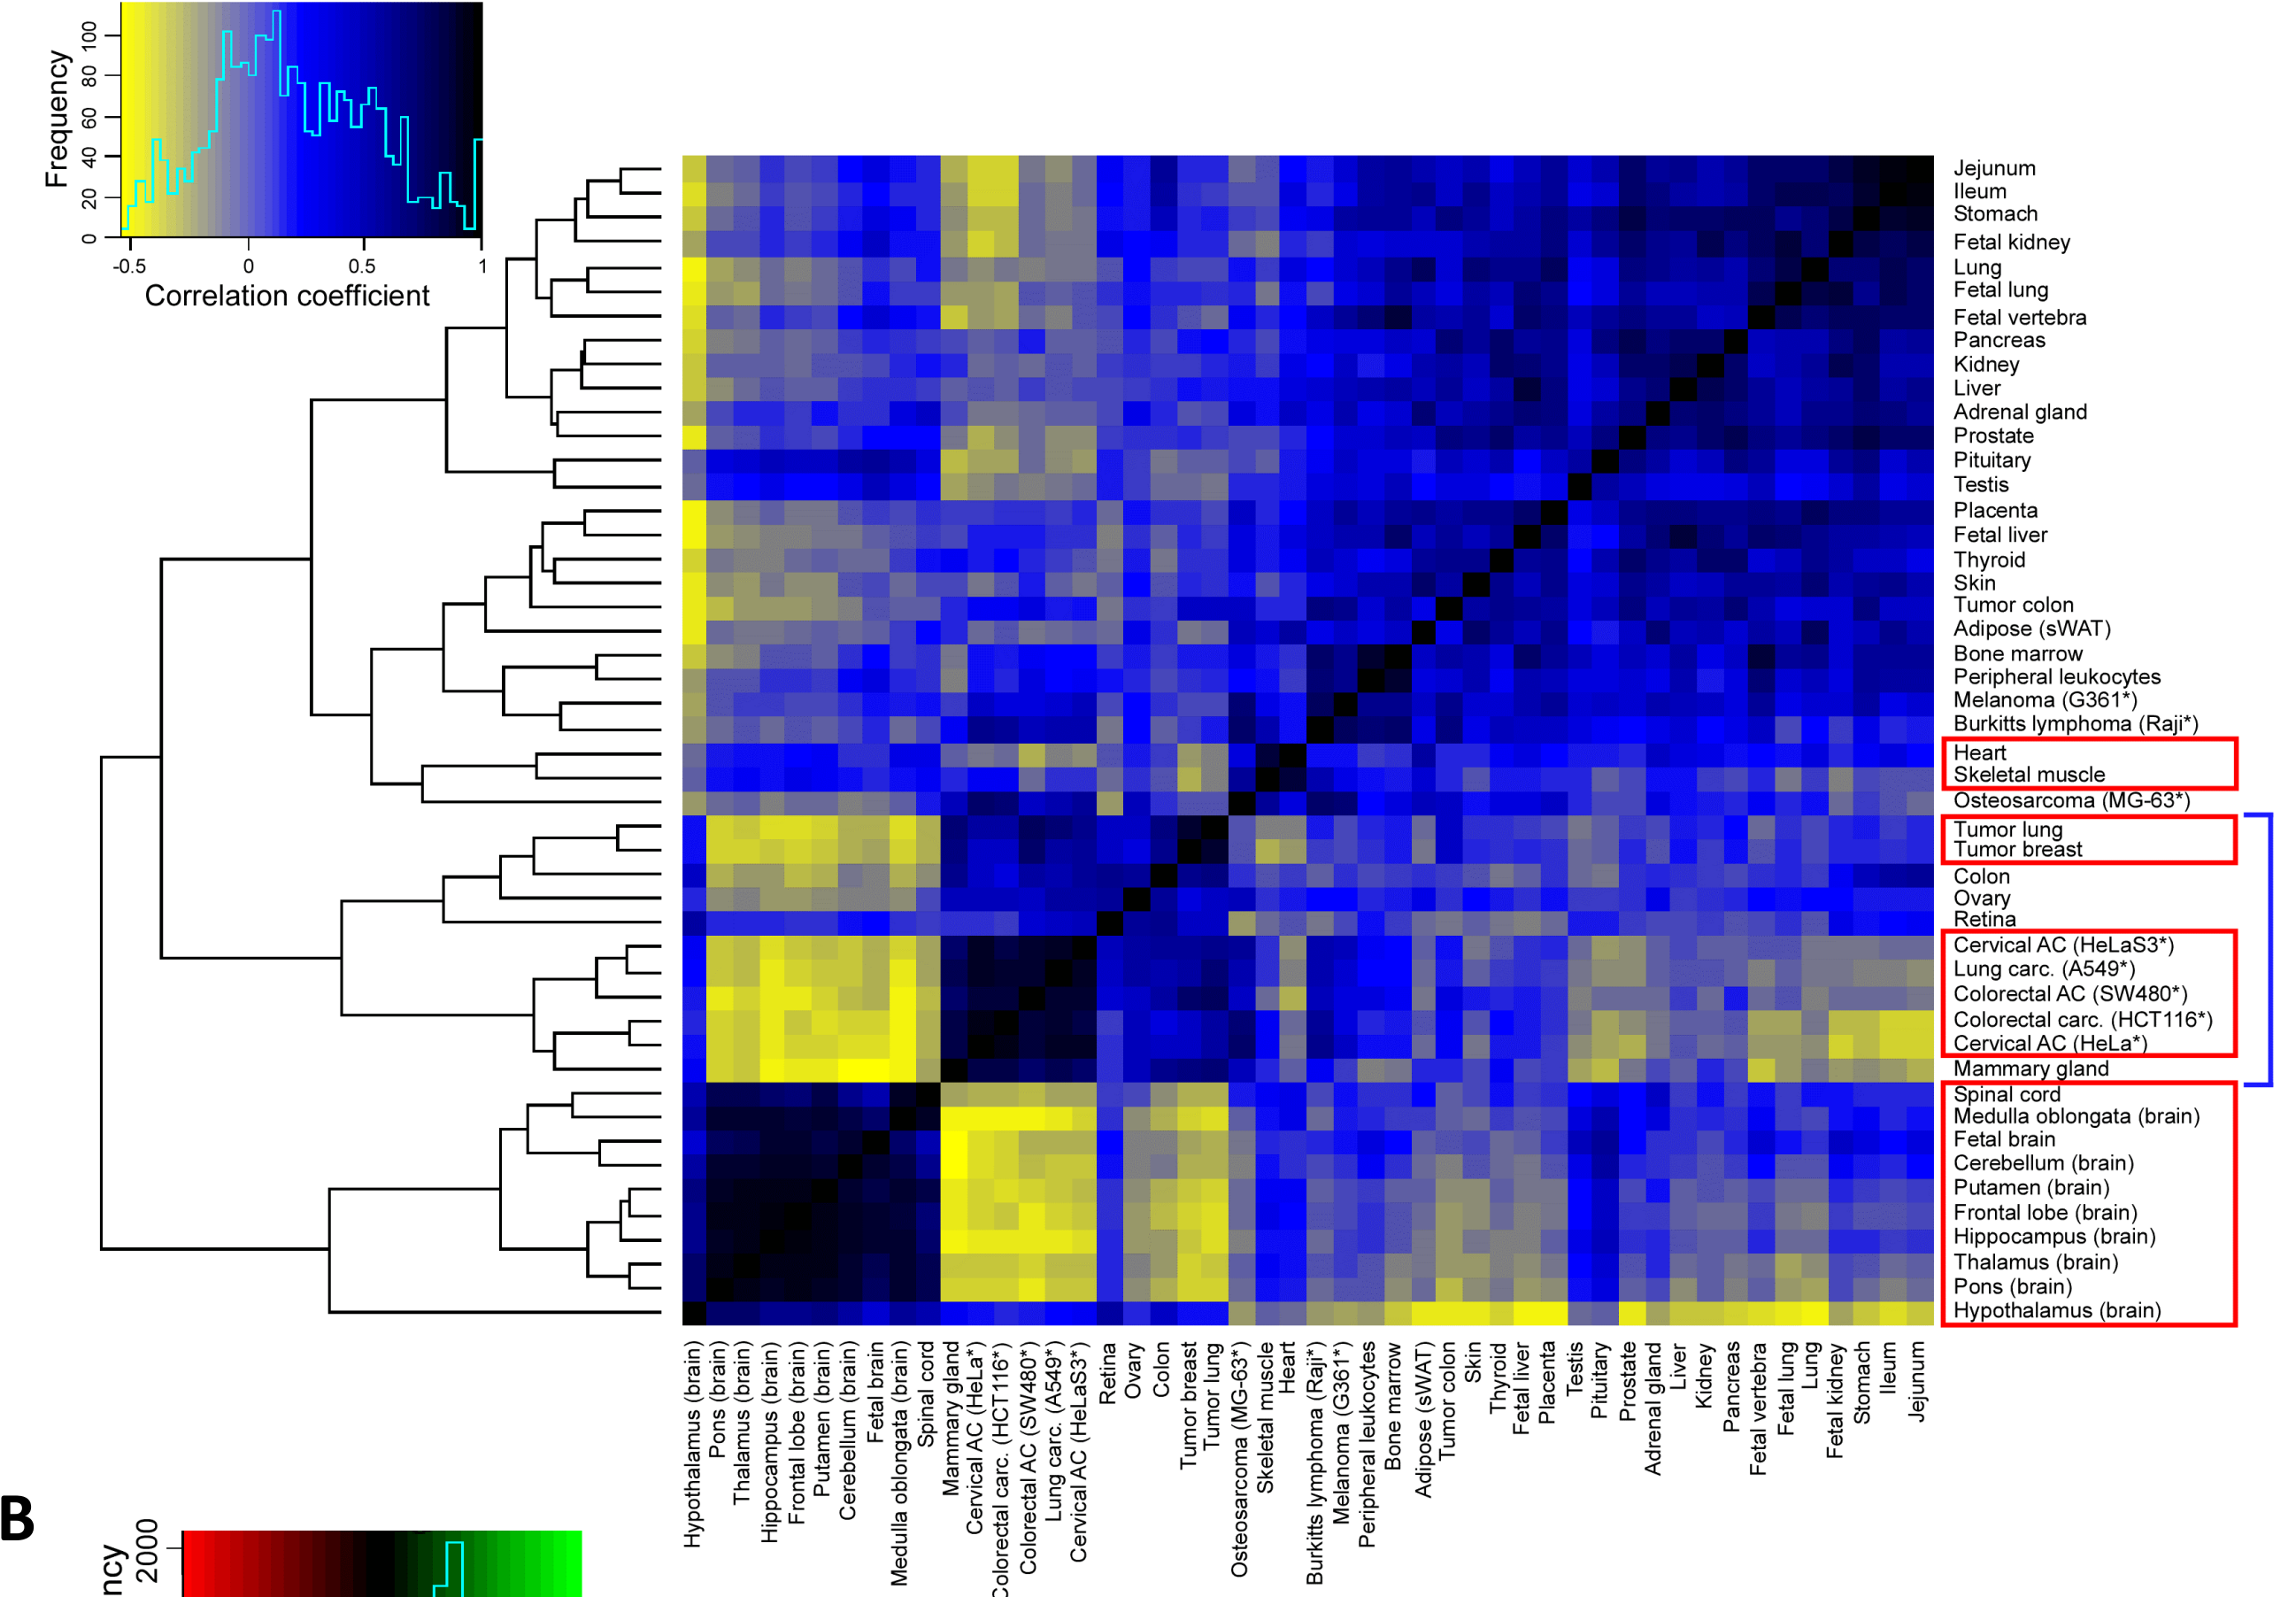 Frequency
0
20
40
60
80
100
-0.5
0
0.5
1
Correlation coefficient
Jejunum
Ileum
Stomach
Fetal kidney
Lung
Fetal lung
Fetal vertebra
Pancreas
Kidney
Liver
Adrenal gland
Prostate
Pituitary
Testis
Placenta
Fetal liver
Thyroid
Skin
Tumor colon
Adipose (sWAT)
Bone marrow
Peripheral leukocytes
Melanoma (G361*)
Burkitts lymphoma (Raji*)
Heart
Skeletal muscle
Osteosarcoma (MG-63*)
Tumor lung
Tumor breast
Colon
Ovary
Retina
Cervical AC (HeLaS3*)
Lung carc. (A549*)
Colorectal AC (SW480*)
Colorectal carc. (HCT116*)
Cervical AC (HeLa*)
Mammary gland
Spinal cord
Medulla oblongata (brain)
Fetal brain
Cerebellum (brain)
Putamen (brain)
Frontal lobe (brain)
Hippocampus (brain)
Thalamus (brain)
Pons (brain)
Hypothalamus (brain)
Hypothalamus (brain)
Pons (brain)
Thalamus (brain)
Hippocampus (brain)
Frontal lobe (brain)
Putamen (brain)
Cerebellum (brain)
Fetal brain
Medulla oblongata (brain)
Spinal cord
Mammary gland
Cervical AC (HeLa*)
Colorectal carc. (HCT116*)
Colorectal AC (SW480*)
Lung carc. (A549*)
Cervical AC (HeLaS3*)
Retina
Ovary
Colon
Tumor breast
Tumor lung
Osteosarcoma (MG-63*)
Skeletal muscle
Heart
Burkitts lymphoma (Raji*)
Melanoma (G361*)
Peripheral leukocytes
Bone marrow
Adipose (sWAT)
Tumor colon
Skin
Thyroid
Fetal liver
Placenta
Testis
Pituitary
Prostate
Adrenal gland
Liver
Kidney
Pancreas
Fetal vertebra
Fetal lung
Lung
Fetal kidney
Stomach
Ileum
Jejunum
B
ncy
2000